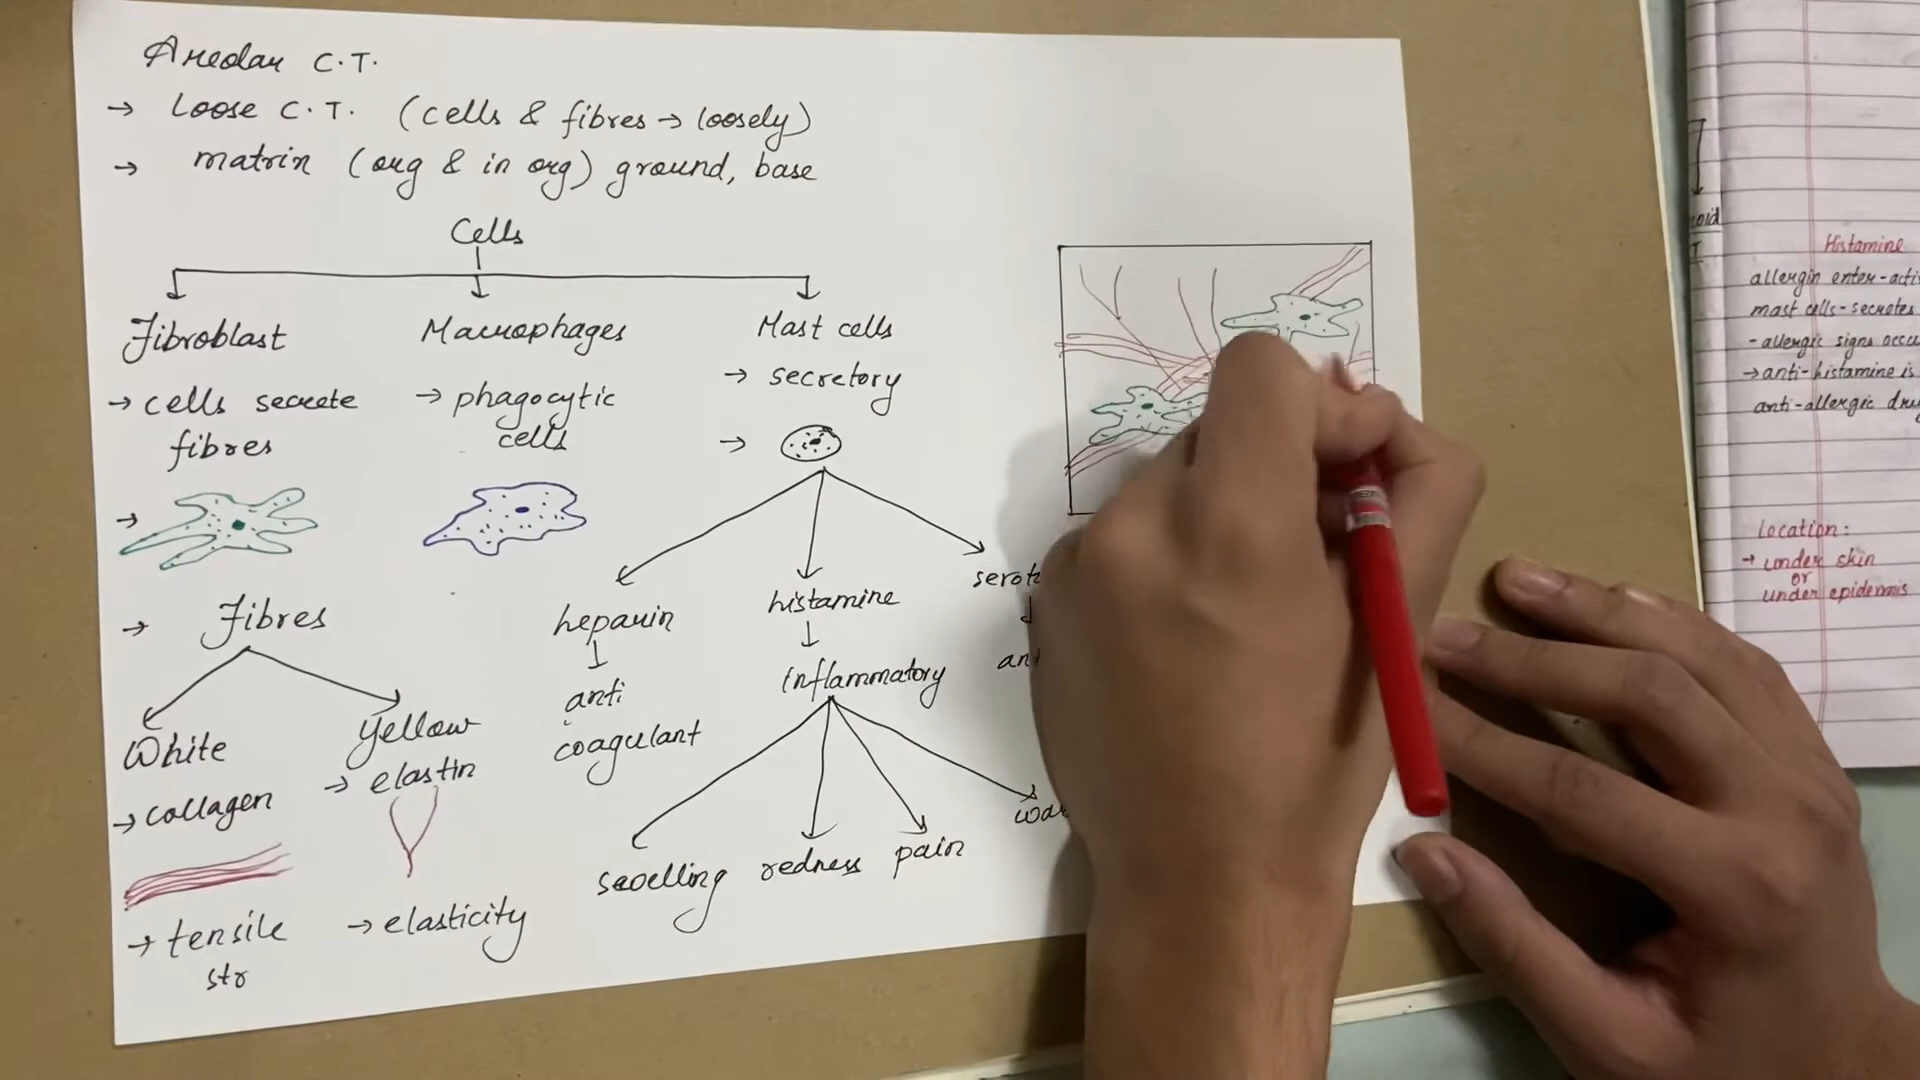 Areolar C.T.
→ Loose C.T. (cells & fibres → loosely)
→ matrix (org & in org) ground, base
Cells
Fibroblast
→ cells secrete
fibres
→
Macrophages
→ phagocytic
cells
Mast cells
→ secretory
→
heparin
↓
anti
coagulant
histamine
↓
inflammatory
swelling redness pain
→ Fibres
White
→ collagen
→ tensile
str
Yellow
→ elastin
→ elasticity
Histamine
mast cells - secretes
- allergic signs
→ anti-histamine is
anti-allergic
Location:
→ under skin
or
under epidermis